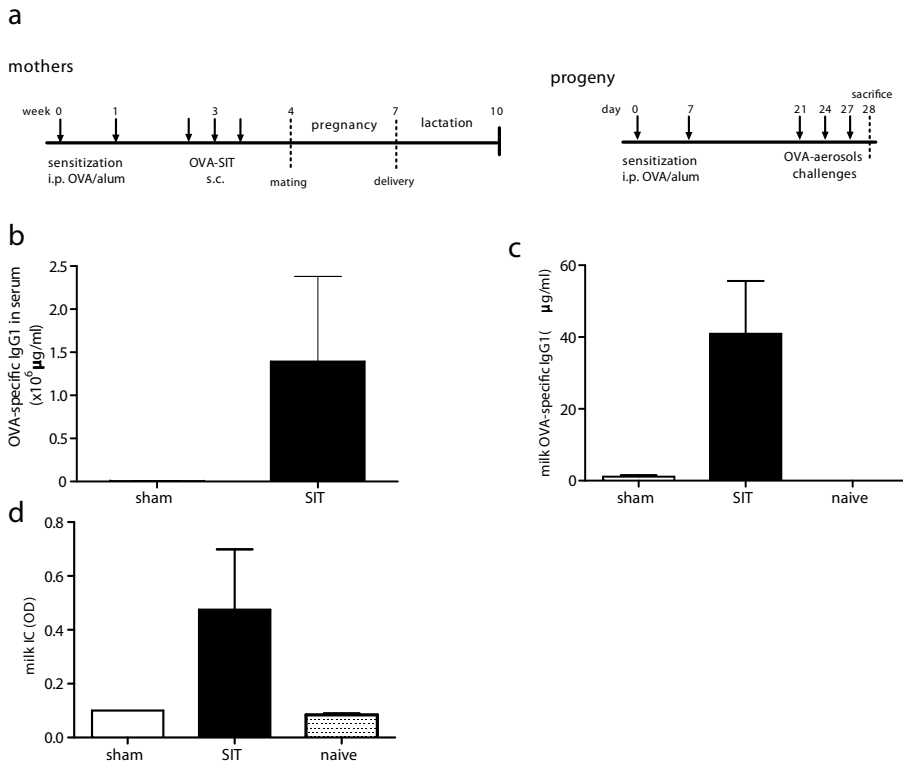 a
mothers
week 0 1 3 4 7 10
pregnancy
lactation
sensitization
i.p. OVA/alum
OVA-SIT
s.c.
mating
delivery
progeny
sacrifice
day 0 7 21 24 27 28
sensitization
i.p. OVA/alum
OVA-aerosols
challenges
b
OVA-specific IgG1 in serum
(x10⁶ µg/ml)
2.5
1.5
1.0
0.5
0
sham SIT
c
milk OVA-specific IgG1( µg/ml)
60
40
20
0
sham SIT naive
d
milk IC (OD)
0.8
0.6
0.4
0.2
0.0
sham SIT naive